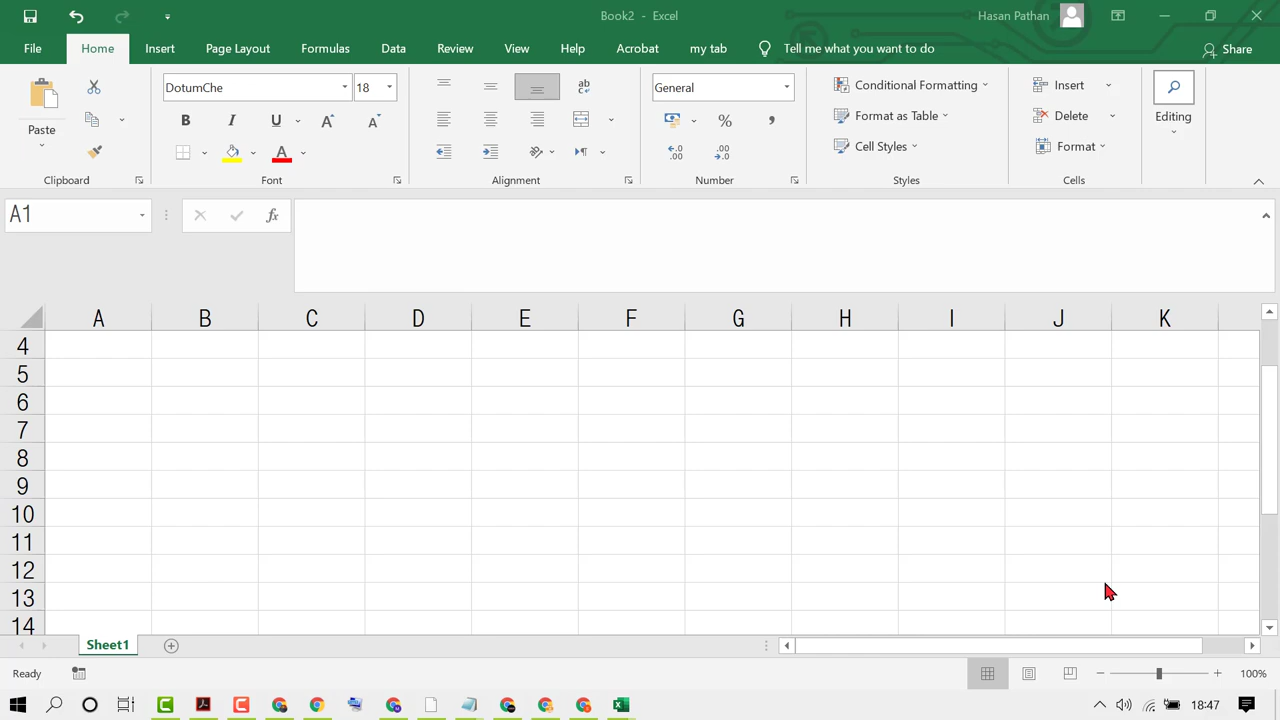 Book2 - Excel
Hasan Pathan
File Home Insert Page Layout Formulas Data Review View Help Acrobat my tab Tell me what you want to do Share
DotumChe 18 ab General Conditional Formatting Insert
Paste B I U A A % , Format as Table Delete Editing
A .00 .00 Cell Styles Format
Clipboard Font Alignment Number Styles Cells
A1 fx
A B C D E F G H I J K
4
5
6
7
8
9
10
11
12
13
14
Sheet1
Ready 100%
18:47